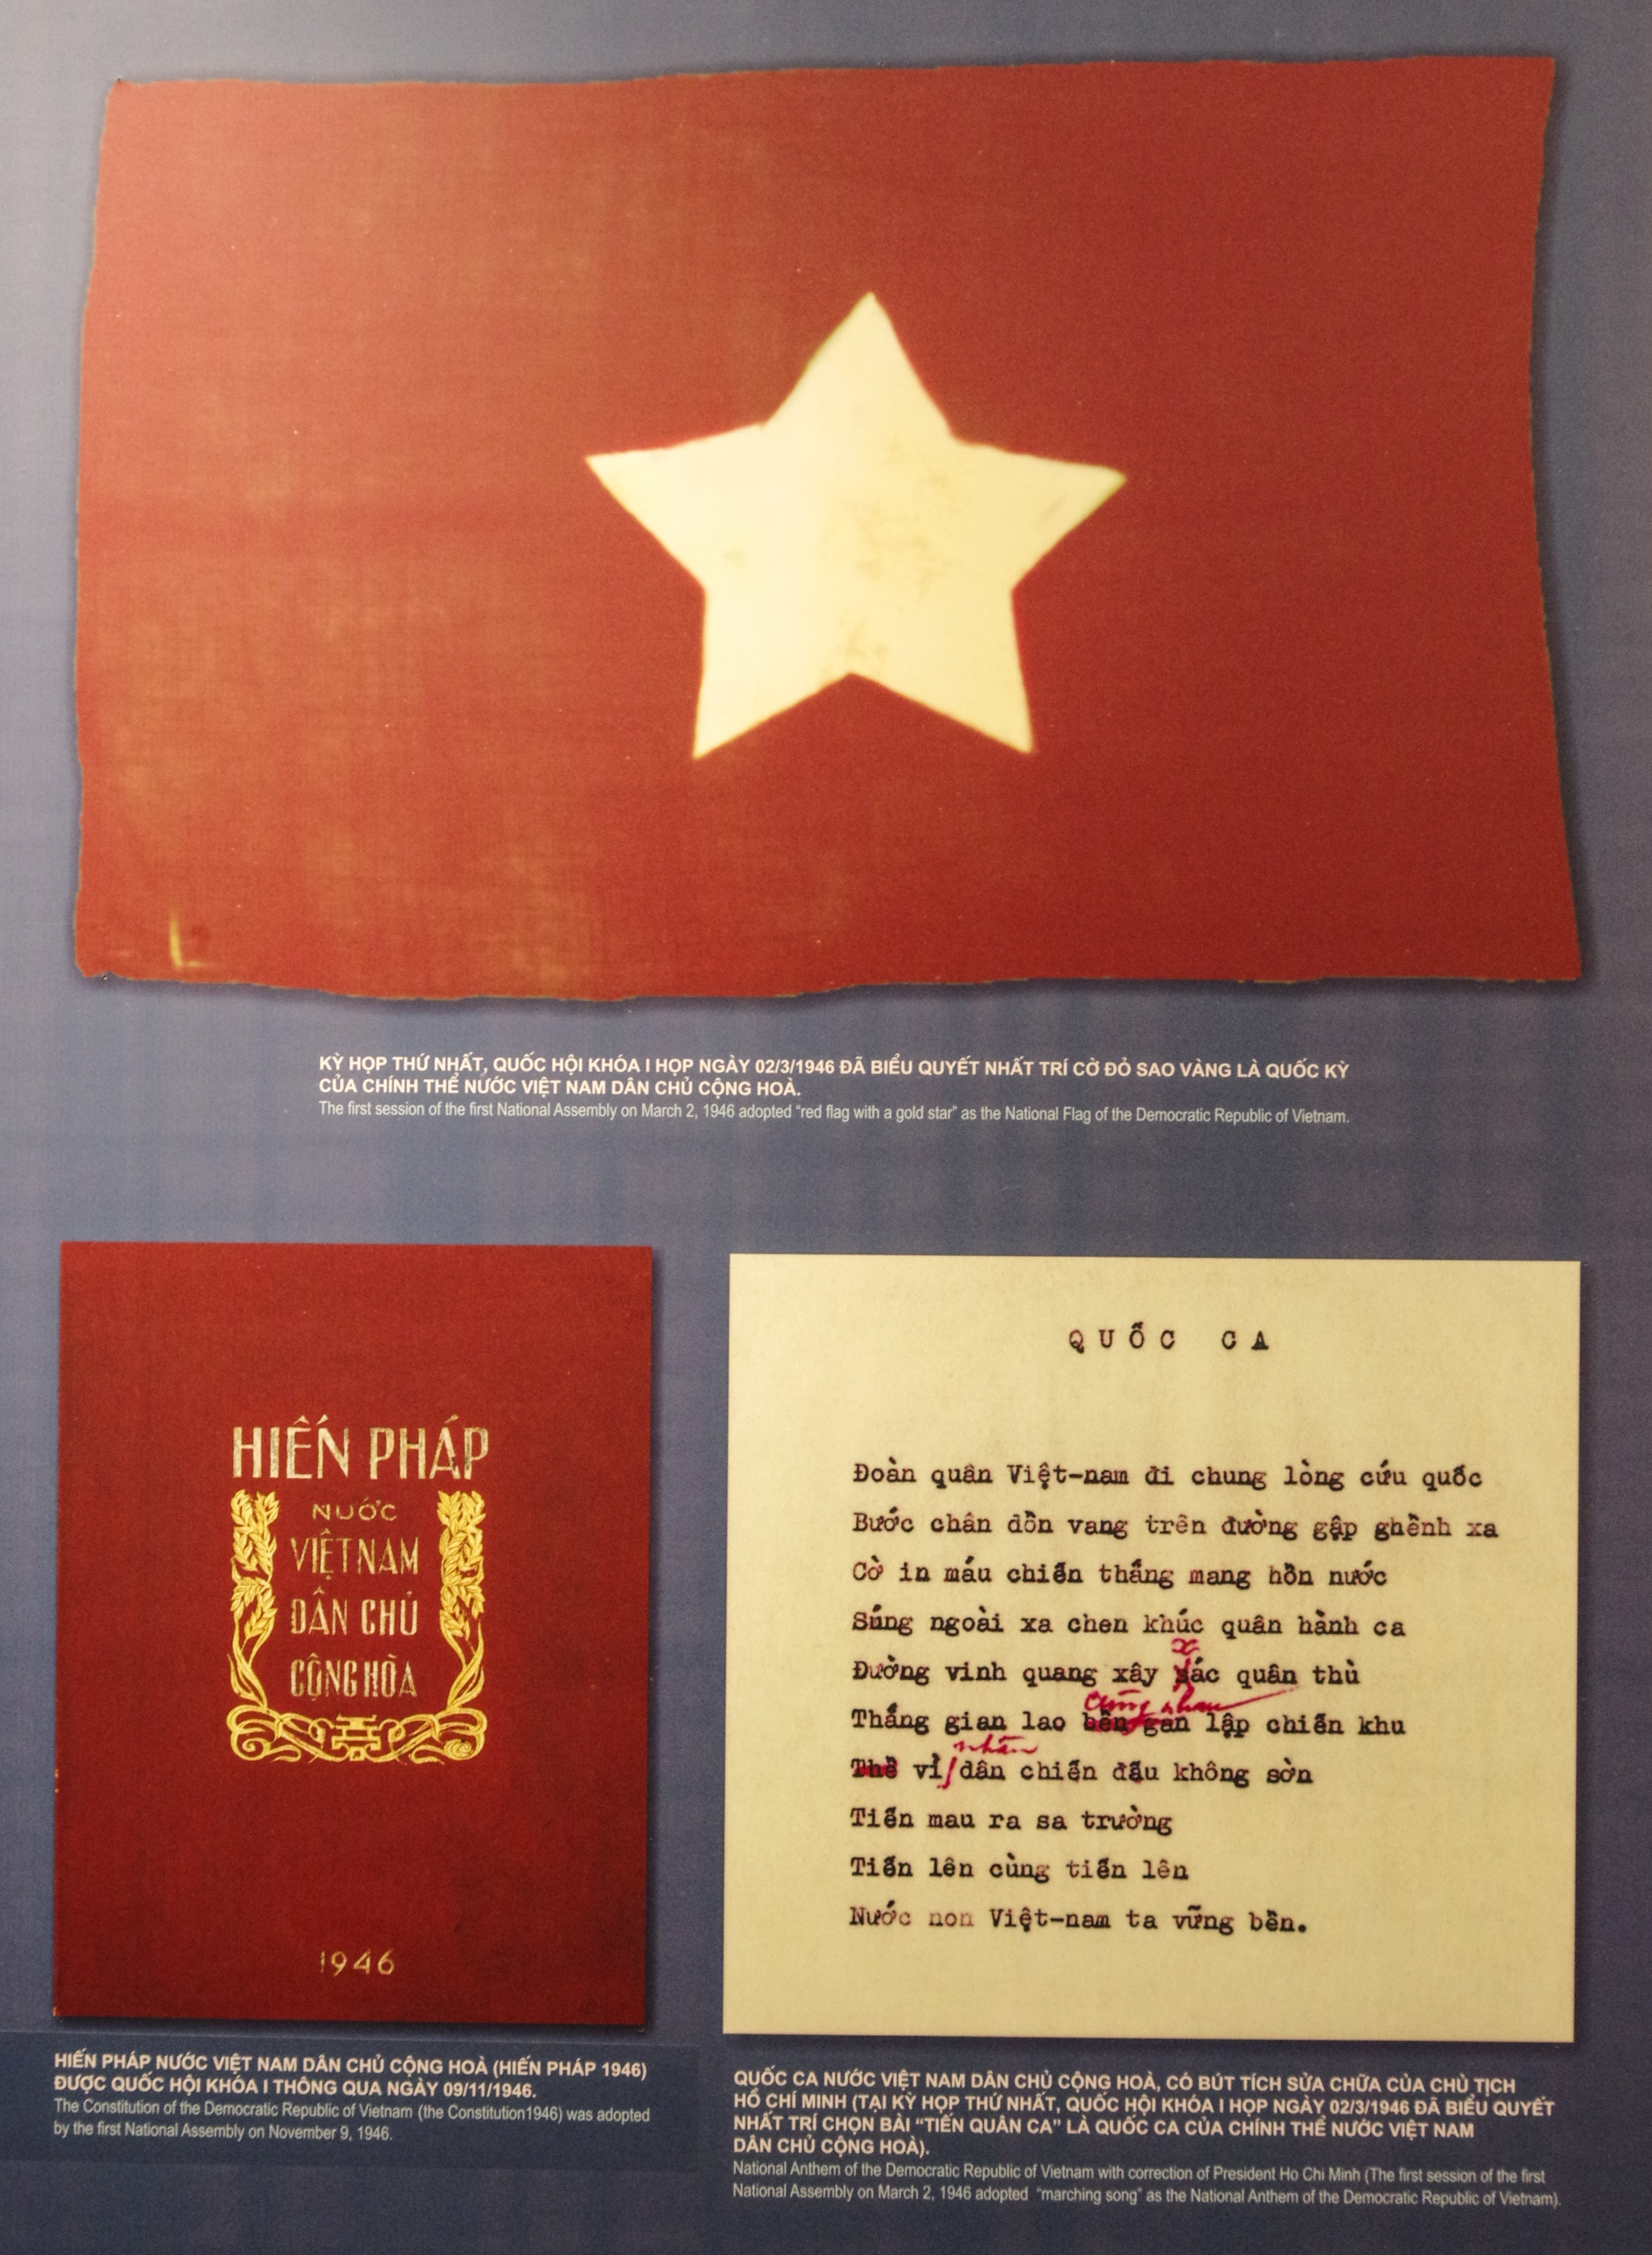 KỲ HỌP THỨ NHẤT, QUỐC HỘI KHÓA I HỌP NGÀY 02/3/1946 ĐÃ BIỂU QUYẾT NHẤT TRÍ CỜ ĐỎ SAO VÀNG LÀ QUỐC KỲ
CỦA CHÍNH THỂ NƯỚC VIỆT NAM DÂN CHỦ CỘNG HOÀ.
The first session of the first National Assembly on March 2, 1946 adopted “red flag with a gold star” as the National Flag of the Democratic Republic of Vietnam.
HIẾN PHÁP
NƯỚC
VIỆT NAM
DÂN CHỦ
CỘNG HÒA
1946
HIẾN PHÁP NƯỚC VIỆT NAM DÂN CHỦ CỘNG HOÀ (HIẾN PHÁP 1946)
ĐƯỢC QUỐC HỘI KHÓA I THÔNG QUA NGÀY 09/11/1946.
The Constitution of the Democratic Republic of Vietnam (the Constitution1946) was adopted
by the first National Assembly on November 9, 1946.
QUỐC CA
Đoàn quân Việt-nam đi chung lòng cứu quốc
Bước chân dồn vang trên đường gập ghềnh xa
Cờ in máu chiến thắng mang hồn nước
Súng ngoài xa chen khúc quân hành ca
x
Đường vinh quang xây sác quân thù
cùng nhau
Thắng gian lao bền gan lập chiến khu
nhân
Thề vì dân chiến đấu không sờn
Tiến mau ra sa trường
Tiến lên cùng tiến lên
Nước non Việt-nam ta vững bền.
QUỐC CA NƯỚC VIỆT NAM DÂN CHỦ CỘNG HOÀ, CÓ BÚT TÍCH SỬA CHỮA CỦA CHỦ TỊCH
HỒ CHÍ MINH (TẠI KỲ HỌP THỨ NHẤT, QUỐC HỘI KHÓA I HỌP NGÀY 02/3/1946 ĐÃ BIỂU QUYẾT
NHẤT TRÍ CHỌN BÀI “TIẾN QUÂN CA” LÀ QUỐC CA CỦA CHÍNH THỂ NƯỚC VIỆT NAM
DÂN CHỦ CỘNG HOÀ).
National Anthem of the Democratic Republic of Vietnam with correction of President Ho Chi Minh (The first session of the first
National Assembly on March 2, 1946 adopted “marching song” as the National Anthem of the Democratic Republic of Vietnam).